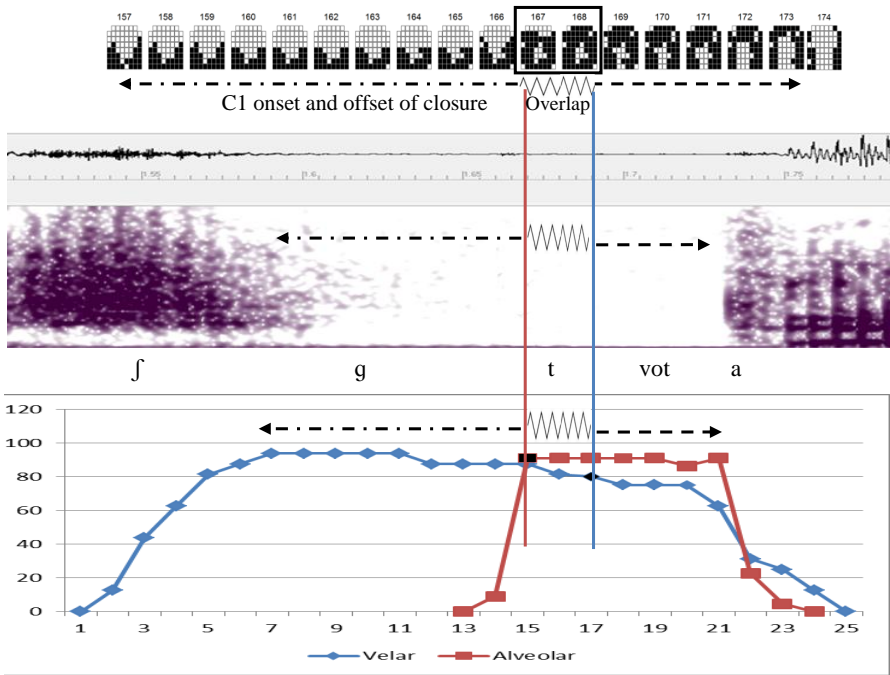 157 158 159 160 161 162 163 164 165 166 167 168 169 170 171 172 173 174
C1 onset and offset of closure Overlap
1.55 1.6 1.65 1.7 1.75
ʃ g t vot a
120
100
80
60
40
20
0
1 3 5 7 9 11 13 15 17 19 21 23 25
Velar Alveolar